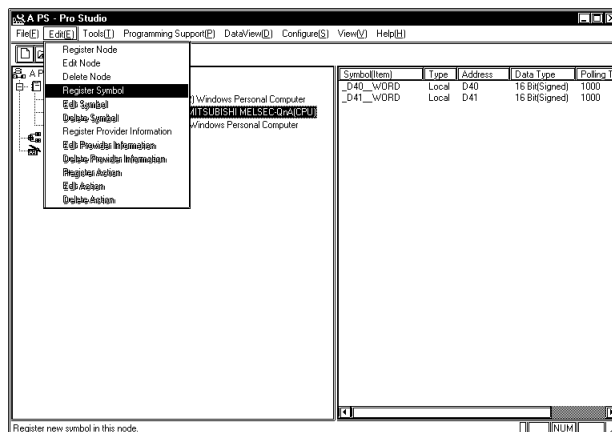 A PS - Pro Studio
File(F) Edit(E) Tools(T) Programming Support(P) DataView(D) Configure(S) View(V) Help(H)
Register Node
Edit Node
Delete Node
Register Symbol
Edit Symbol
Delete Symbol
Register Provider Information
Edit Provider Information
Delete Provider Information
Register Action
Edit Action
Delete Action
A P
) Windows Personal Computer
MITSUBISHI MELSEC-QnA(CPU)
Windows Personal Computer
Symbol(Item) Type Address Data Type Polling T
_D40__WORD Local D40 16 Bit(Signed) 1000
_D41__WORD Local D41 16 Bit(Signed) 1000
Register new symbol in this node.
NUM